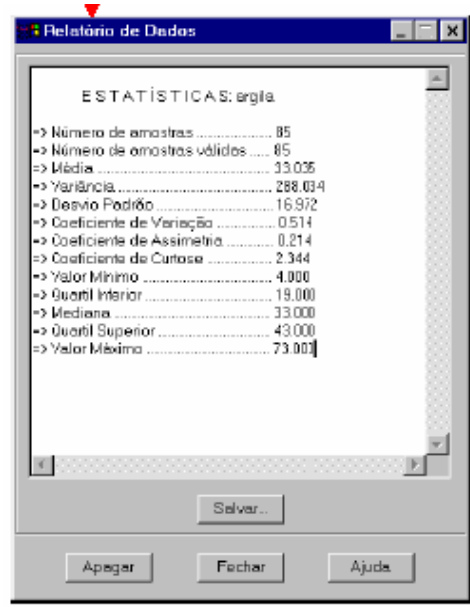 Relatório de Dados
ESTATÍSTICAS: argila
=> Número de amostras ................. 85
=> Número de amostras válidas ..... 85
=> Média ................................. 33.035
=> Variância ............................. 288.034
=> Desvio Padrão ..................... 16.972
=> Coeficiente de Variação .......... 0.514
=> Coeficiente de Assimetria .......... 0.214
=> Coeficiente de Curtose .......... 2.344
=> Valor Mínimo ......................... 4.000
=> Quartil Inferior ......................... 19.000
=> Mediana ............................. 33.000
=> Quartil Superior ..................... 43.000
=> Valor Máximo ......................... 73.000
Salvar...
Apagar Fechar Ajuda